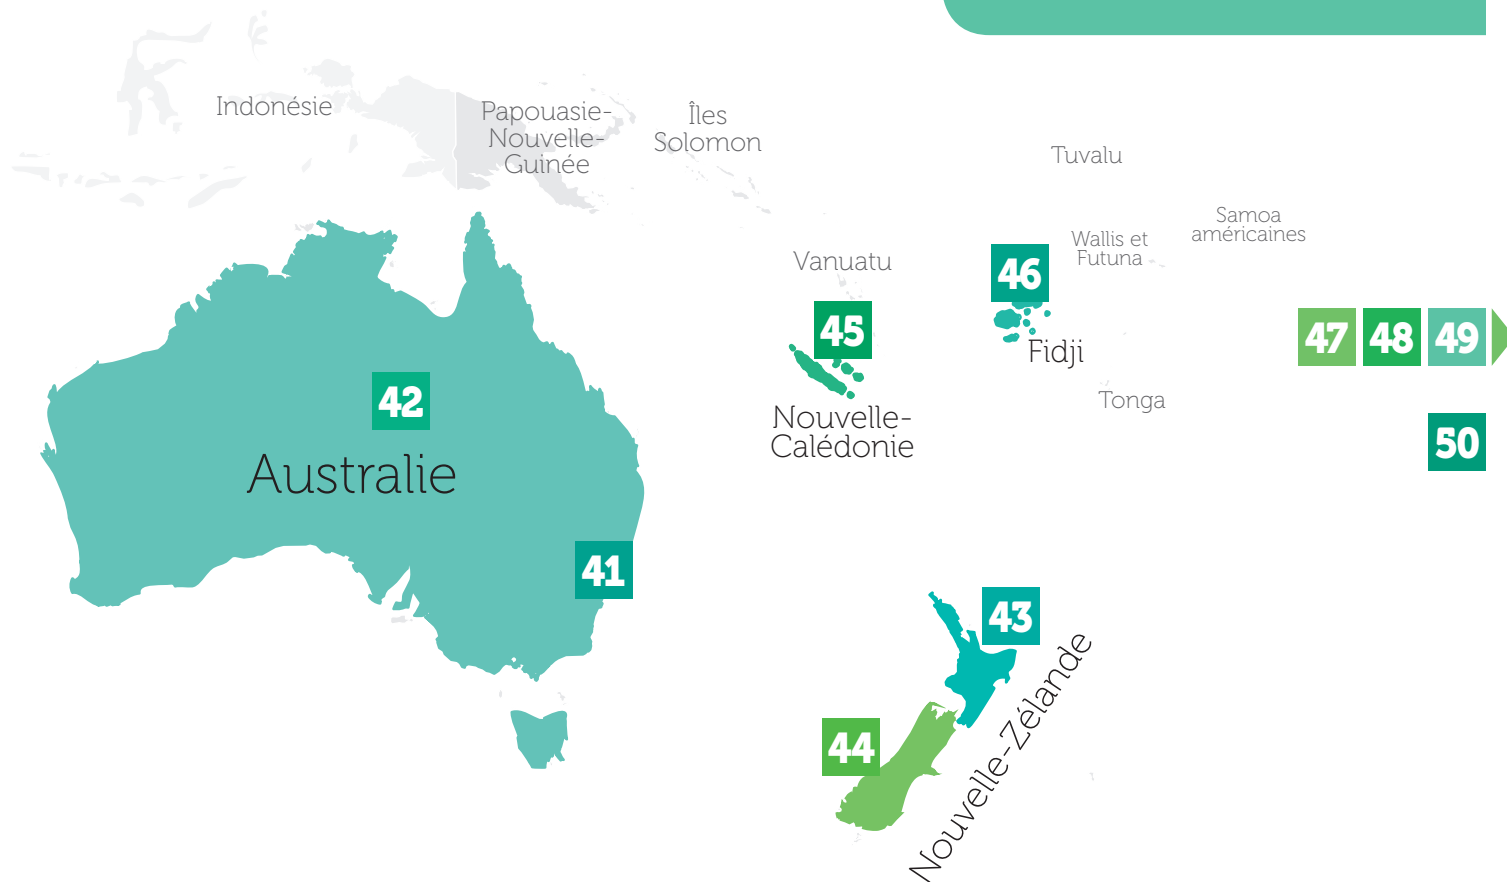 Indonésie
Papouasie-
Nouvelle-
Guinée
Îles
Solomon
Tuvalu
Samoa
américaines
Wallis et
Futuna
Vanuatu
46
45
Fidji
47 48 49
42
Tonga
Nouvelle-
Calédonie
50
Australie
41
43
44
Nouvelle-Zélande